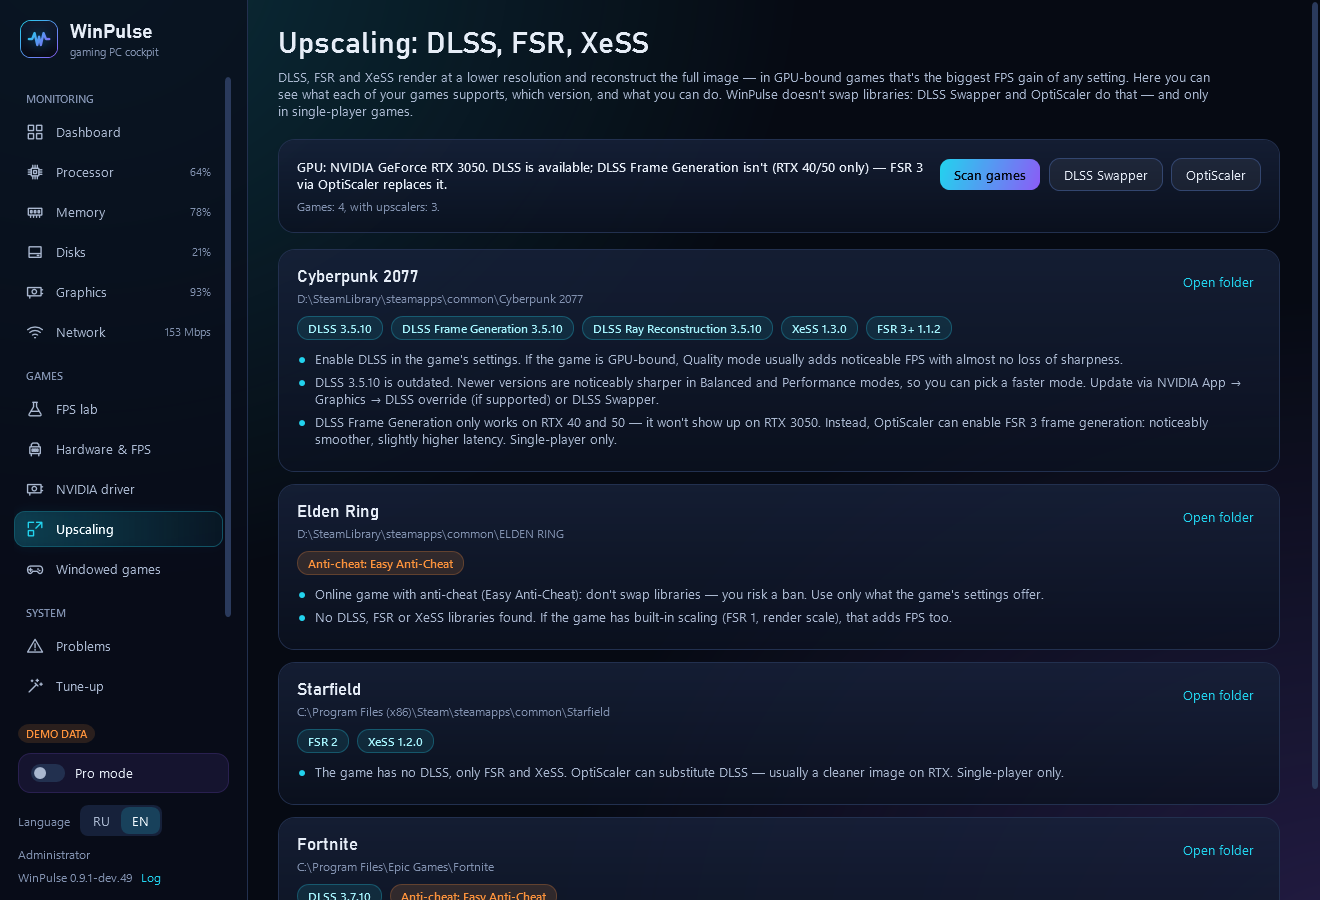 WinPulse
gaming PC cockpit
MONITORING
Dashboard
Processor 64%
Memory 78%
Disks 21%
Graphics 93%
Network 153 Mbps
GAMES
FPS lab
Hardware & FPS
NVIDIA driver
Upscaling
Windowed games
SYSTEM
Problems
Tune-up
DEMO DATA
Pro mode
Language RU EN
Administrator
WinPulse 0.9.1-dev.49 Log
Upscaling: DLSS, FSR, XeSS
DLSS, FSR and XeSS render at a lower resolution and reconstruct the full image — in GPU-bound games that's the biggest FPS gain of any setting. Here you can
see what each of your games supports, which version, and what you can do. WinPulse doesn't swap libraries: DLSS Swapper and OptiScaler do that — and only
in single-player games.
GPU: NVIDIA GeForce RTX 3050. DLSS is available; DLSS Frame Generation isn't (RTX 40/50 only) — FSR 3
via OptiScaler replaces it.
Games: 4, with upscalers: 3.
Scan games DLSS Swapper OptiScaler
Cyberpunk 2077
Open folder
D:\SteamLibrary\steamapps\common\Cyberpunk 2077
DLSS 3.5.10 DLSS Frame Generation 3.5.10 DLSS Ray Reconstruction 3.5.10 XeSS 1.3.0 FSR 3+ 1.1.2
Enable DLSS in the game's settings. If the game is GPU-bound, Quality mode usually adds noticeable FPS with almost no loss of sharpness.
DLSS 3.5.10 is outdated. Newer versions are noticeably sharper in Balanced and Performance modes, so you can pick a faster mode. Update via NVIDIA App →
Graphics → DLSS override (if supported) or DLSS Swapper.
DLSS Frame Generation only works on RTX 40 and 50 — it won't show up on RTX 3050. Instead, OptiScaler can enable FSR 3 frame generation: noticeably
smoother, slightly higher latency. Single-player only.
Elden Ring
Open folder
D:\SteamLibrary\steamapps\common\ELDEN RING
Anti-cheat: Easy Anti-Cheat
Online game with anti-cheat (Easy Anti-Cheat): don't swap libraries — you risk a ban. Use only what the game's settings offer.
No DLSS, FSR or XeSS libraries found. If the game has built-in scaling (FSR 1, render scale), that adds FPS too.
Starfield
Open folder
C:\Program Files (x86)\Steam\steamapps\common\Starfield
FSR 2 XeSS 1.2.0
The game has no DLSS, only FSR and XeSS. OptiScaler can substitute DLSS — usually a cleaner image on RTX. Single-player only.
Fortnite
Open folder
C:\Program Files\Epic Games\Fortnite
DLSS 3.7.10 Anti-cheat: Easy Anti-Cheat